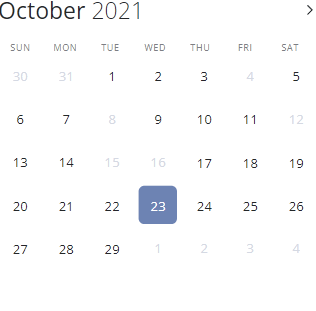 October 2021
SUN MON TUE WED THU FRI SAT
30 31 1 2 3 4 5
6 7 8 9 10 11 12
13 14 15 16 17 18 19
20 21 22 23 24 25 26
27 28 29 1 2 3 4